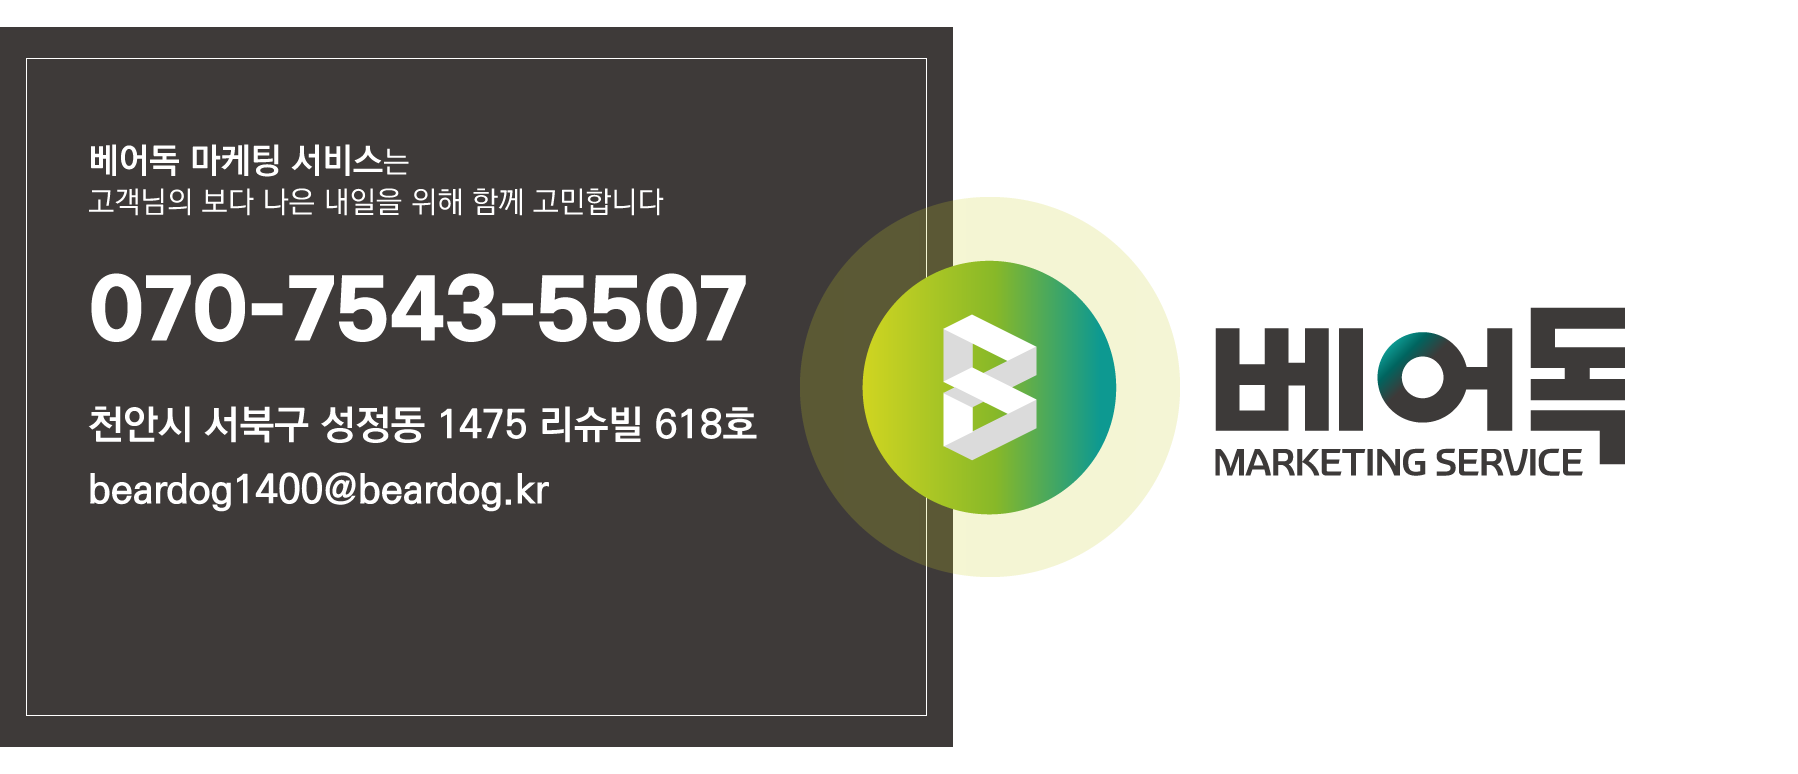 베어독 마케팅 서비스는
고객님의 보다 나은 내일을 위해 함께 고민합니다
070-7543-5507
천안시 서북구 성정동 1475 리슈빌 618호
beardog1400@beardog.kr
B
베어독
MARKETING SERVICE